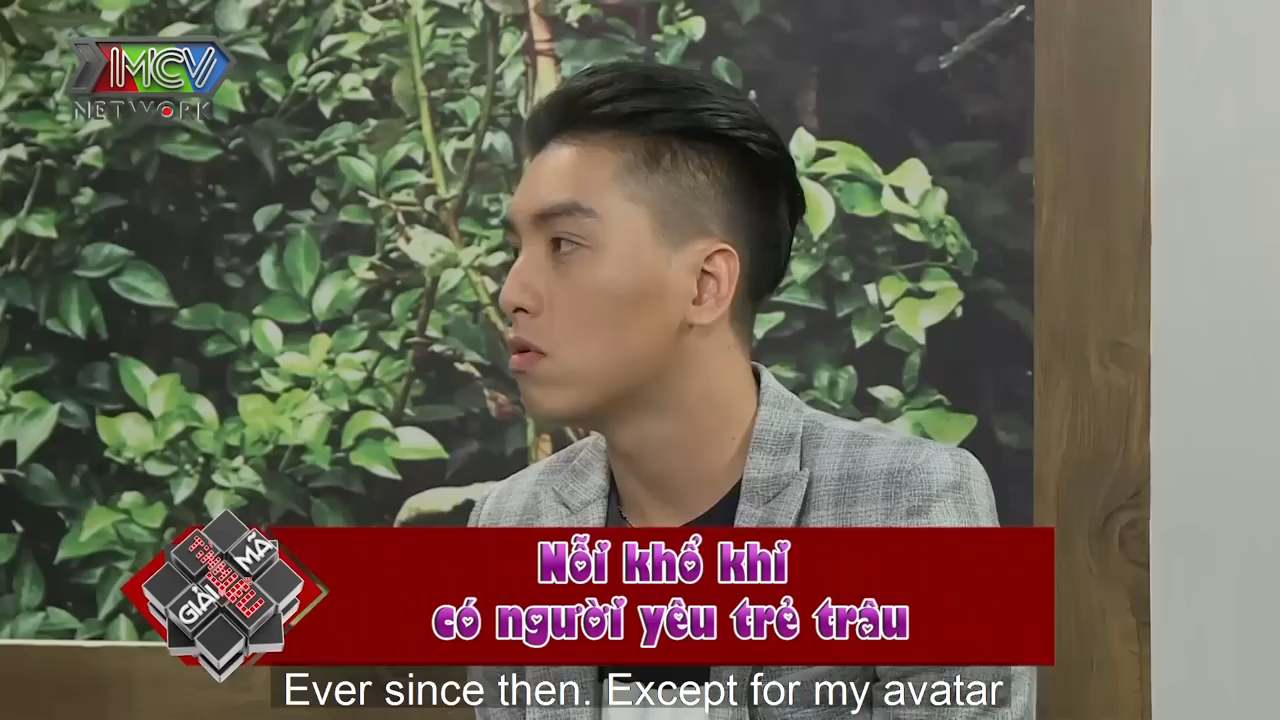 MCV
NETWORK
Nỗi khổ khi
có người yêu trẻ trâu
GIẢI MÃ
Ever since then. Except for my avatar